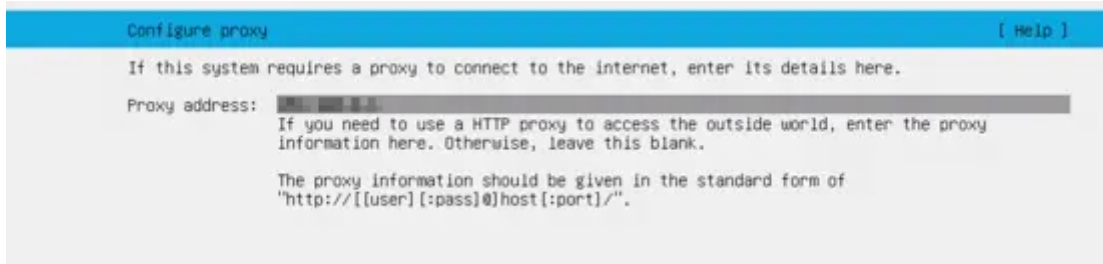 Configure proxy [ Help ]
If this system requires a proxy to connect to the internet, enter its details here.
Proxy address:
If you need to use a HTTP proxy to access the outside world, enter the proxy
information here. Otherwise, leave this blank.
The proxy information should be given in the standard form of
"http://[[user][:pass]@]host[:port]/".